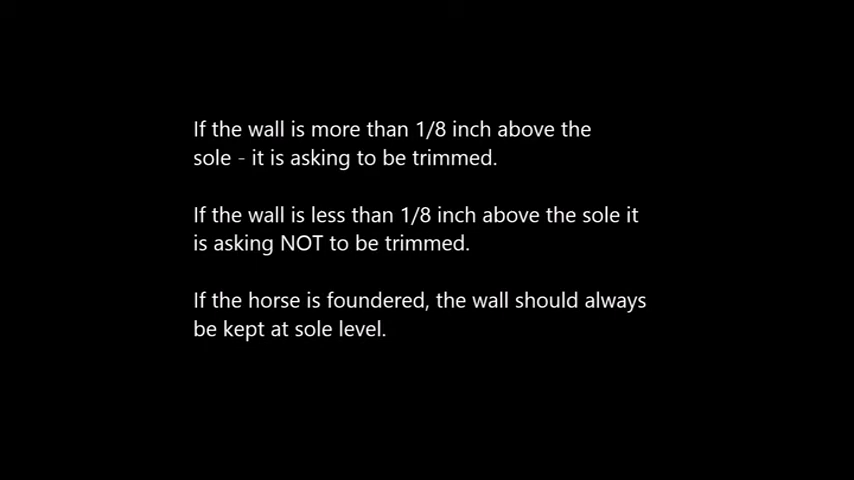 If the wall is more than 1/8 inch above the
sole - it is asking to be trimmed.
If the wall is less than 1/8 inch above the sole it
is asking NOT to be trimmed.
If the horse is foundered, the wall should always
be kept at sole level.